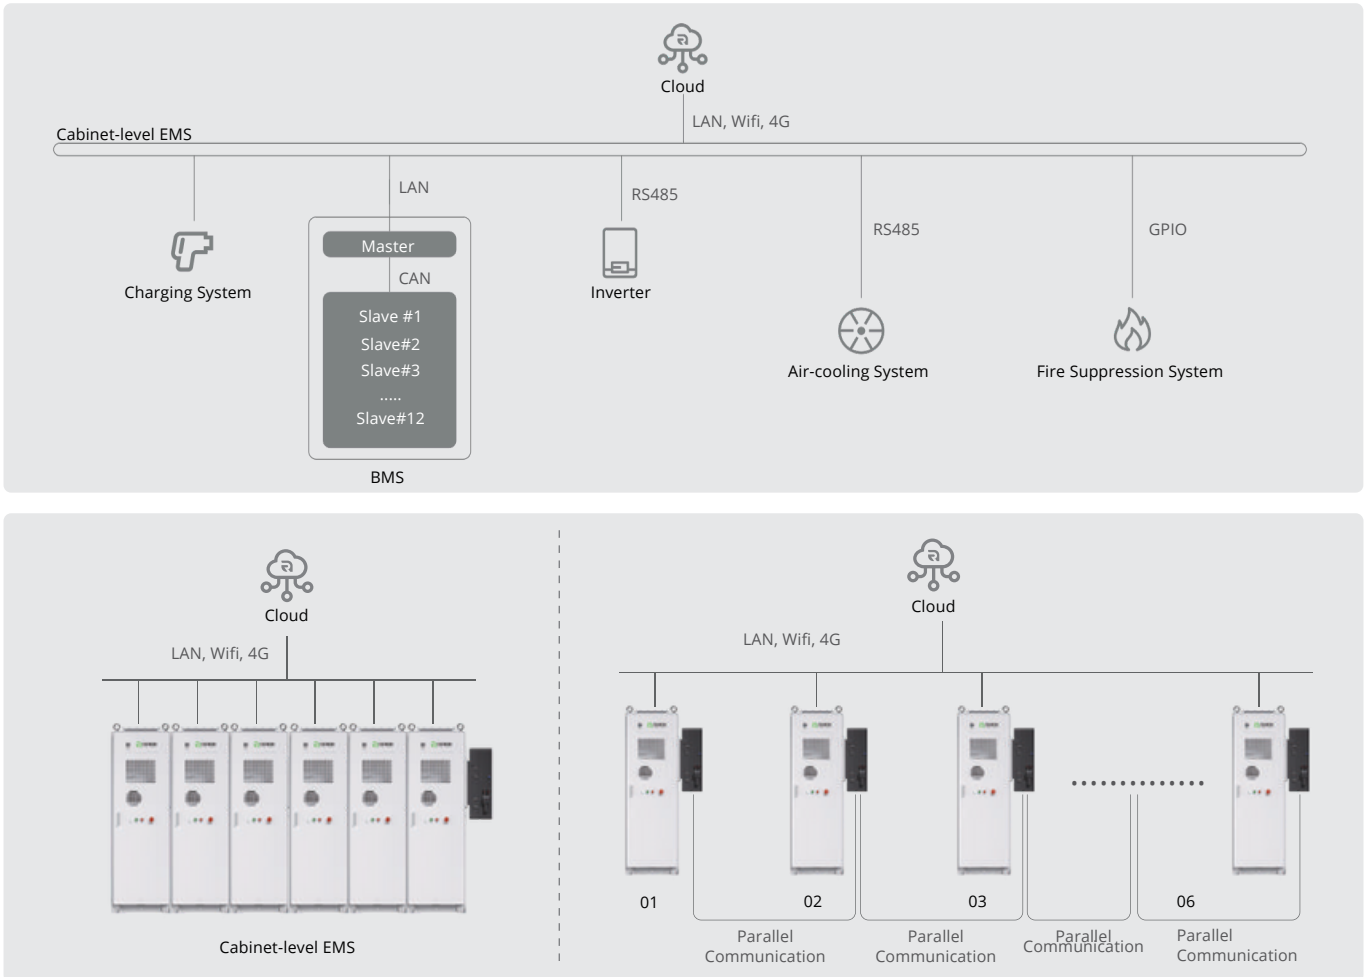 Cloud
LAN, Wifi, 4G
Cabinet-level EMS
LAN
RS485
RS485
GPIO
Master
CAN
Charging System
Inverter
Slave #1
Slave#2
Slave#3
.....
Slave#12
Air-cooling System
Fire Suppression System
BMS
Cloud
LAN, Wifi, 4G
Cabinet-level EMS
Cloud
LAN, Wifi, 4G
01
02
03
06
Parallel
Communication
Parallel
Communication
Parallel
Communication
Parallel
Communication